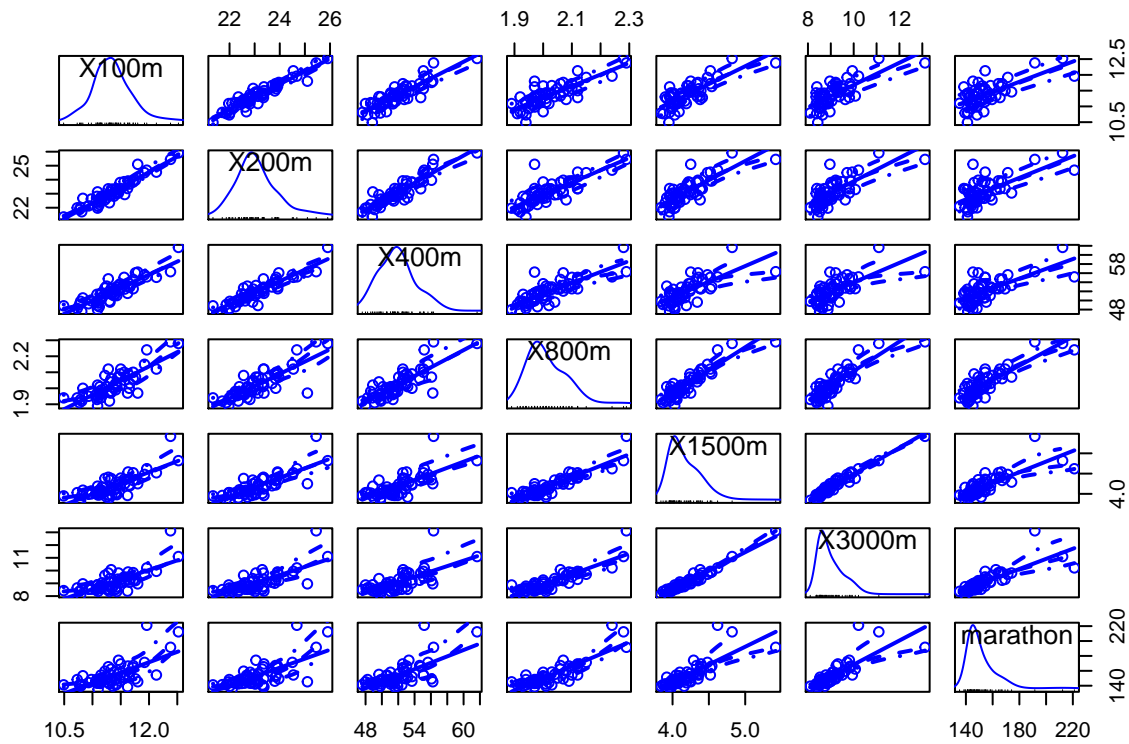 22 24 26 1.9 2.1 2.3 8 10 12
X100m 10.5 12.5
22 25 X200m
X400m 48 58
1.9 2.2 X800m
X1500m 4.0
8 11 X3000m
marathon 140 220
10.5 12.0 48 54 60 4.0 5.0 140 180 220